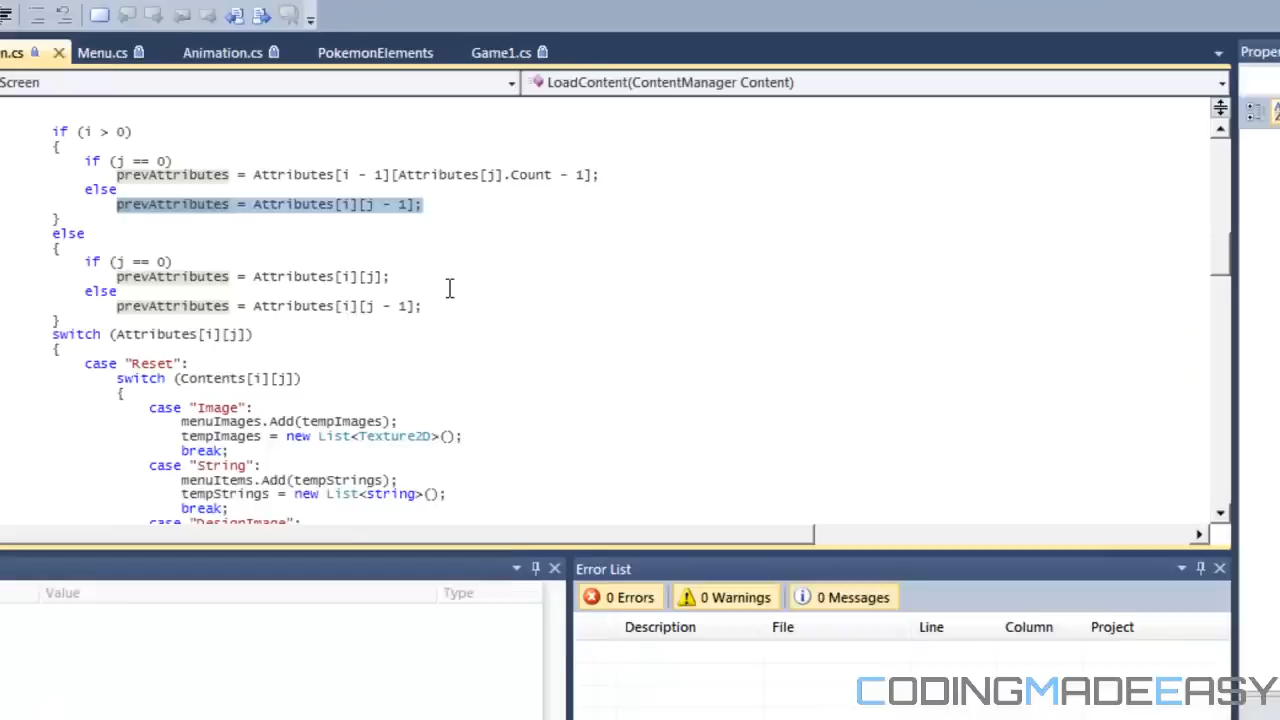 n.cs Menu.cs Animation.cs PokemonElements Game1.cs Proper
Screen LoadContent(ContentManager Content)
if (i > 0)
{
if (j == 0)
prevAttributes = Attributes[i - 1][Attributes[j].Count - 1];
else
prevAttributes = Attributes[i][j - 1];
}
else
{
if (j == 0)
prevAttributes = Attributes[i][j];
else
prevAttributes = Attributes[i][j - 1];
}
switch (Attributes[i][j])
{
case "Reset":
switch (Contents[i][j])
{
case "Image":
menuImages.Add(tempImages);
tempImages = new List<Texture2D>();
break;
case "String":
menuItems.Add(tempStrings);
tempStrings = new List<string>();
break;
case "DesignImage":
Error List
Value Type
0 Errors 0 Warnings 0 Messages
Description File Line Column Project
CODINGMADEEASY